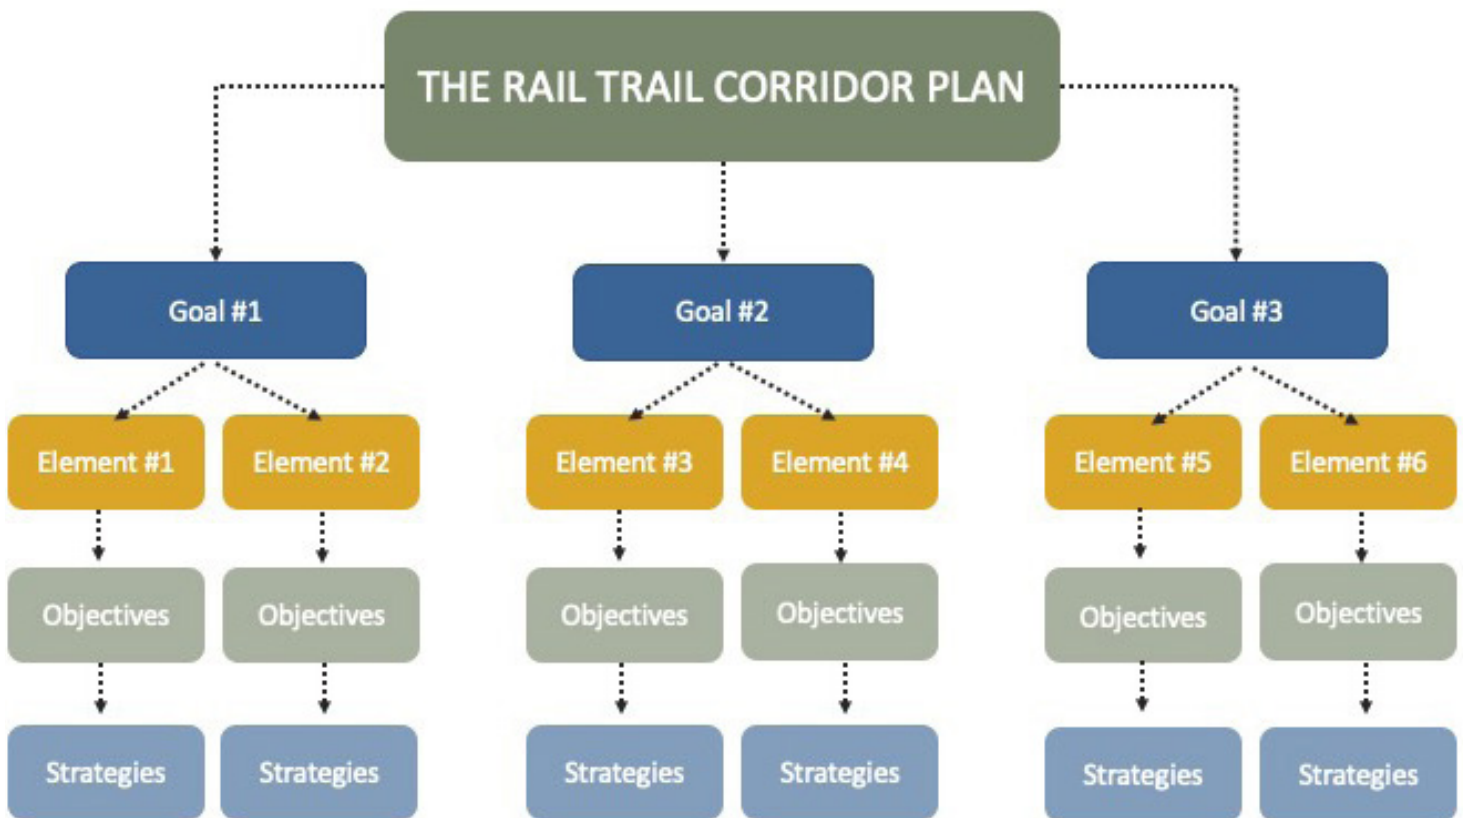 THE RAIL TRAIL CORRIDOR PLAN
Goal #1
Goal #2
Goal #3
Element #1
Element #2
Element #3
Element #4
Element #5
Element #6
Objectives
Objectives
Objectives
Objectives
Objectives
Objectives
Strategies
Strategies
Strategies
Strategies
Strategies
Strategies